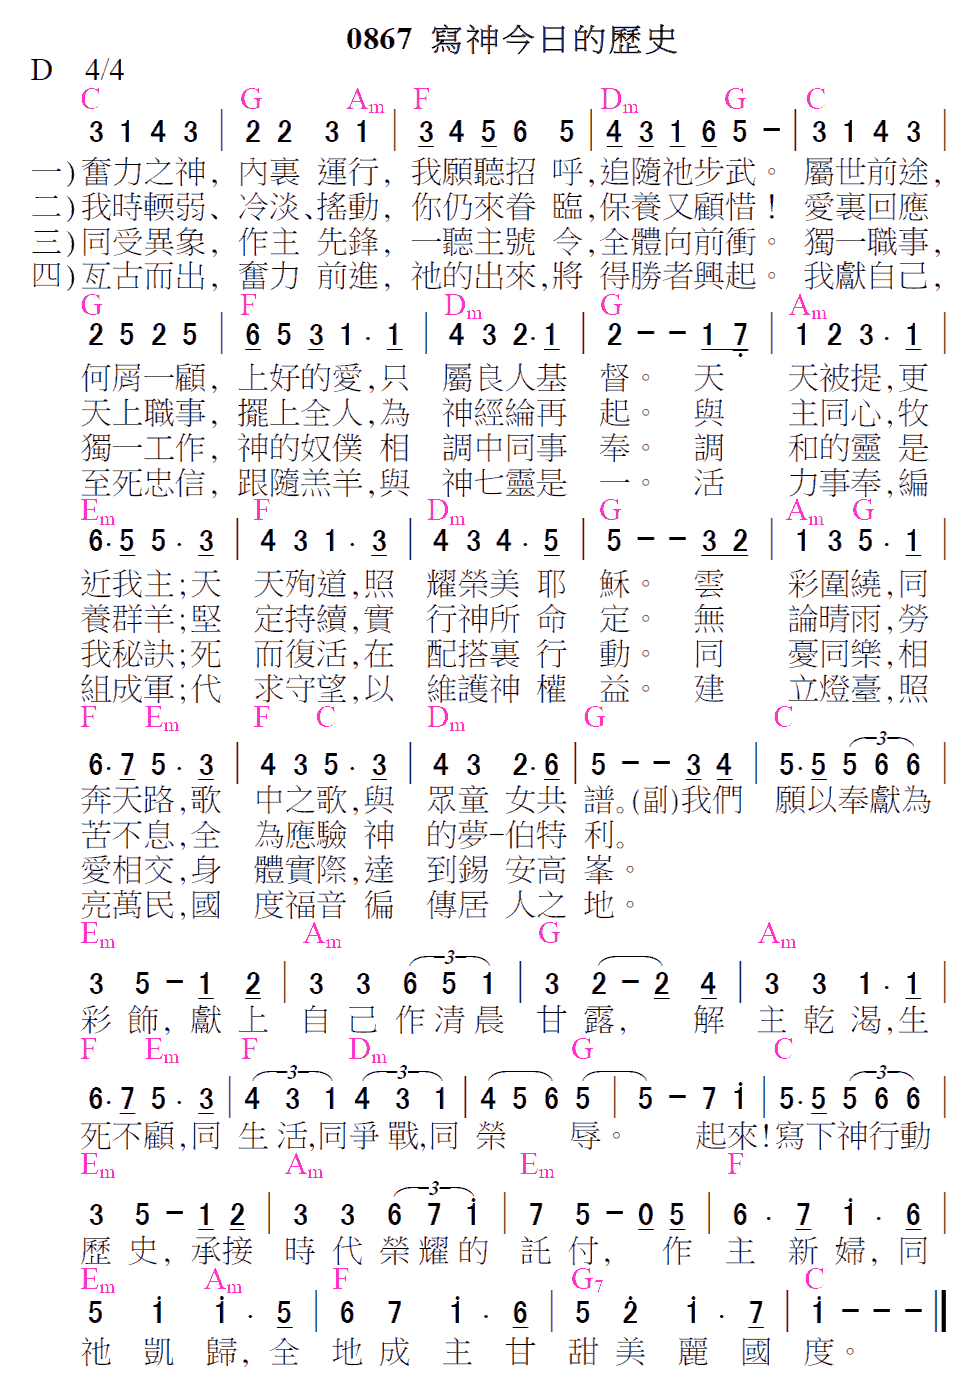 0867 寫神今日的歷史
D 4/4
C G Am F Dm G C
3 1 4 3 | 2 2 3 1 | 3 4 5 6 5 | 4 3 1 6 5 - | 3 1 4 3 |
一)奮力之神, 內裏 運行, 我願聽招 呼,追隨祂步武。 屬世前途,
二)我時輭弱、冷淡、搖動, 你仍來眷 臨,保養又顧惜! 愛裏回應
三)同受異象, 作主 先鋒, 一聽主號 令,全體向前衝。 獨一職事,
四)亙古而出, 奮力 前進, 祂的出來,將 得勝者興起。 我獻自己,
G F Dm G Am
2 5 2 5 | 6 5 3 1 . 1 | 4 3 2. 1 | 2 - - 1 7 | 1 2 3 . 1 |
何屑一顧, 上好的愛,只 屬良人基 督。 天 天被提,更
天上職事, 擺上全人,為 神經綸再 起。 與 主同心,牧
獨一工作, 神的奴僕 相 調中同事 奉。 調 和的靈 是
至死忠信, 跟隨羔羊,與 神七靈是 一。 活 力事奉,編
Em F Dm G Am G
6. 5 5 . 3 | 4 3 1 . 3 | 4 3 4 . 5 | 5 - - 3 2 | 1 3 5 . 1 |
近我主;天 天殉道,照 耀榮美 耶 穌。 雲 彩圍繞,同
養群羊;堅 定持續,實 行神所 命 定。 無 論晴雨,勞
我秘訣;死 而復活,在 配搭裏 行 動。 同 憂同樂,相
組成軍;代 求守望,以 維護神 權 益。 建 立燈臺,照
F Em F C Dm G C
6. 7 5 . 3 | 4 3 5 . 3 | 4 3 2. 6 | 5 - - 3 4 | 5. 5 5 6 6 |
奔天路,歌 中之歌,與 眾童 女共 譜。(副)我們 願以奉獻為
苦不息,全 為應驗 神 的夢-伯特 利。
愛相交,身 體實際,達 到錫 安高 峯。
亮萬民,國 度福音 徧 傳居 人之 地。
Em Am G Am
3 5 - 1 2 | 3 3 6 5 1 | 3 2 - 2 4 | 3 3 1 . 1 |
彩 飾, 獻 上 自 己 作 清 晨 甘 露, 解 主 乾 渴,生
F Em F Dm G C
6. 7 5 . 3 | 4 3 1 4 3 1 | 4 5 6 5 | 5 - 7 i | 5. 5 5 6 6 |
死不顧,同 生 活,同爭 戰,同 榮 辱。 起來!寫下神行動
Em Am Em F
3 5 - 1 2 | 3 3 6 7 i | 7 5 - 0 5 | 6 . 7 i . 6 |
歷 史, 承接 時 代 榮 耀 的 託 付, 作 主 新 婦, 同
Em Am F G7 C
5 i i . 5 | 6 7 i . 6 | 5 2 i . 7 | i - - - ||
祂 凱 歸, 全 地 成 主 甘 甜 美 麗 國 度。